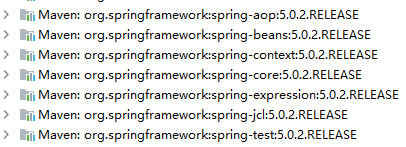 Maven: org.springframework:spring-aop:5.0.2.RELEASE
Maven: org.springframework:spring-beans:5.0.2.RELEASE
Maven: org.springframework:spring-context:5.0.2.RELEASE
Maven: org.springframework:spring-core:5.0.2.RELEASE
Maven: org.springframework:spring-expression:5.0.2.RELEASE
Maven: org.springframework:spring-jcl:5.0.2.RELEASE
Maven: org.springframework:spring-test:5.0.2.RELEASE